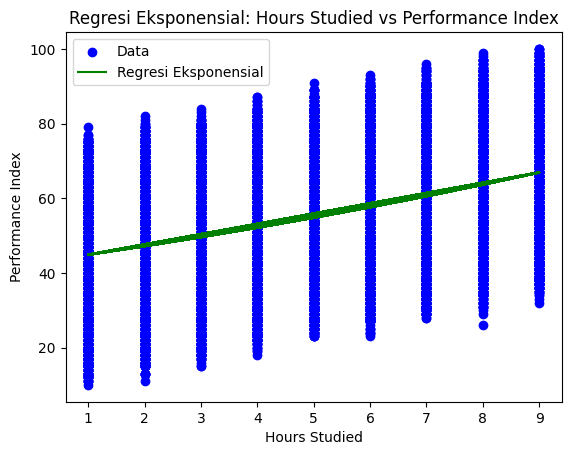 Regresi Eksponensial: Hours Studied vs Performance Index
Data
Regresi Eksponensial
100
80
60
40
20
Performance Index
1 2 3 4 5 6 7 8 9
Hours Studied